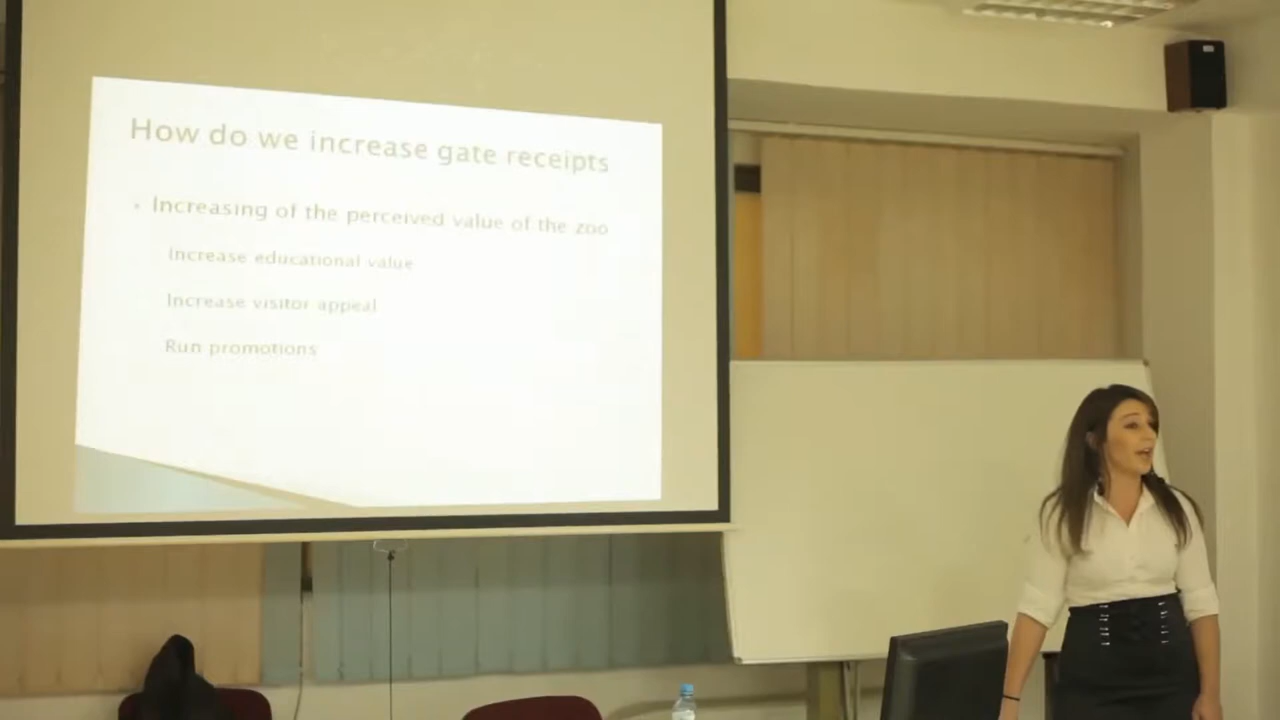 How do we increase gate receipts
Increasing of the perceived value of the zoo
Increase educational value
Increase visitor appeal
Run promotions